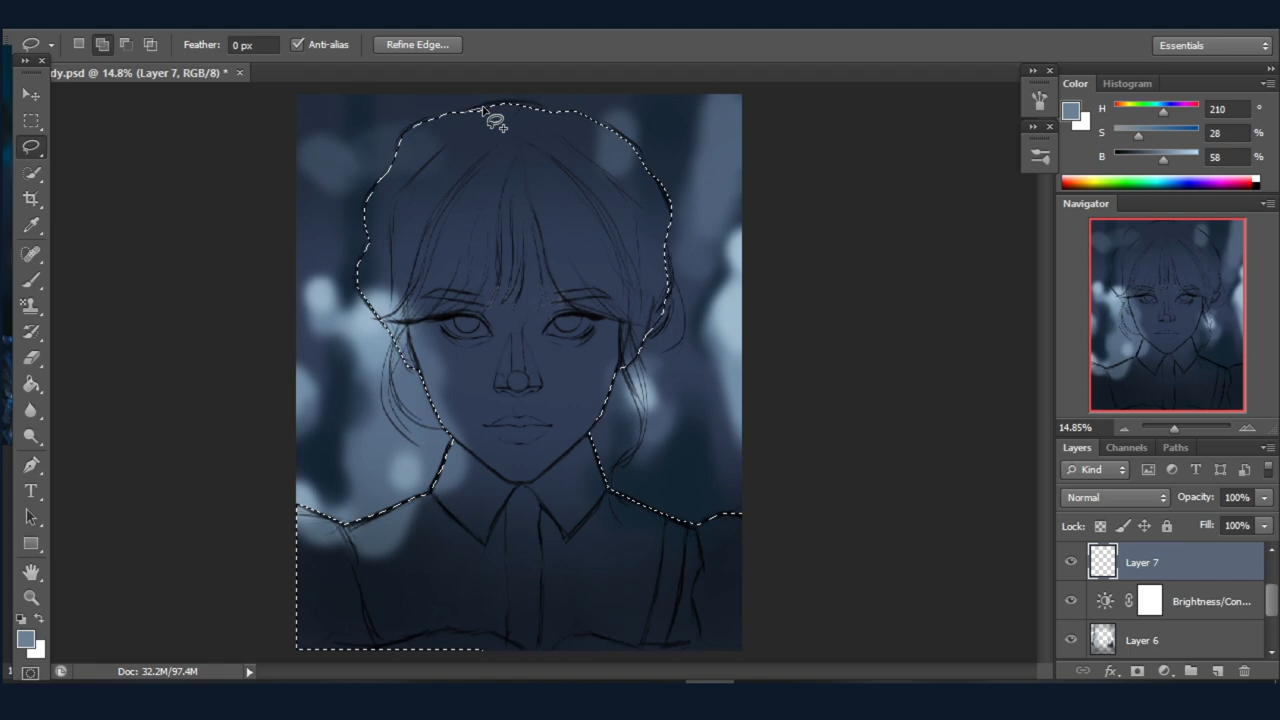 Feather: 0 px Anti-alias Refine Edge... Essentials
dy.psd @ 14.8% (Layer 7, RGB/8) * ×
Color Histogram
H 210 °
S 28 %
B 58 %
Navigator
14.85%
Layers Channels Paths
Kind
Normal Opacity: 100%
Lock: Fill: 100%
Layer 7
Brightness/Con...
Layer 6
Doc: 32.2M/97.4M